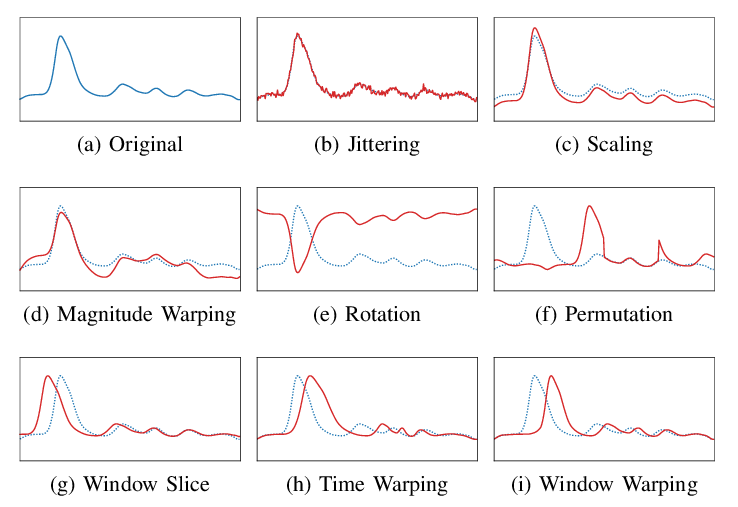 (a) Original
(b) Jittering
(c) Scaling
(d) Magnitude Warping
(e) Rotation
(f) Permutation
(g) Window Slice
(h) Time Warping
(i) Window Warping